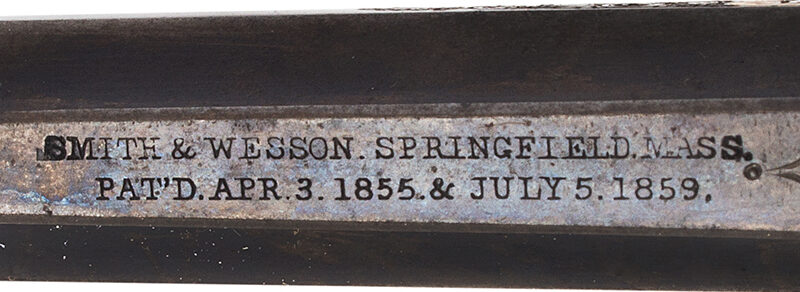 SMITH & WESSON. SPRINGFIELD. MASS.
PAT'D. APR. 3. 1855. & JULY 5. 1859.